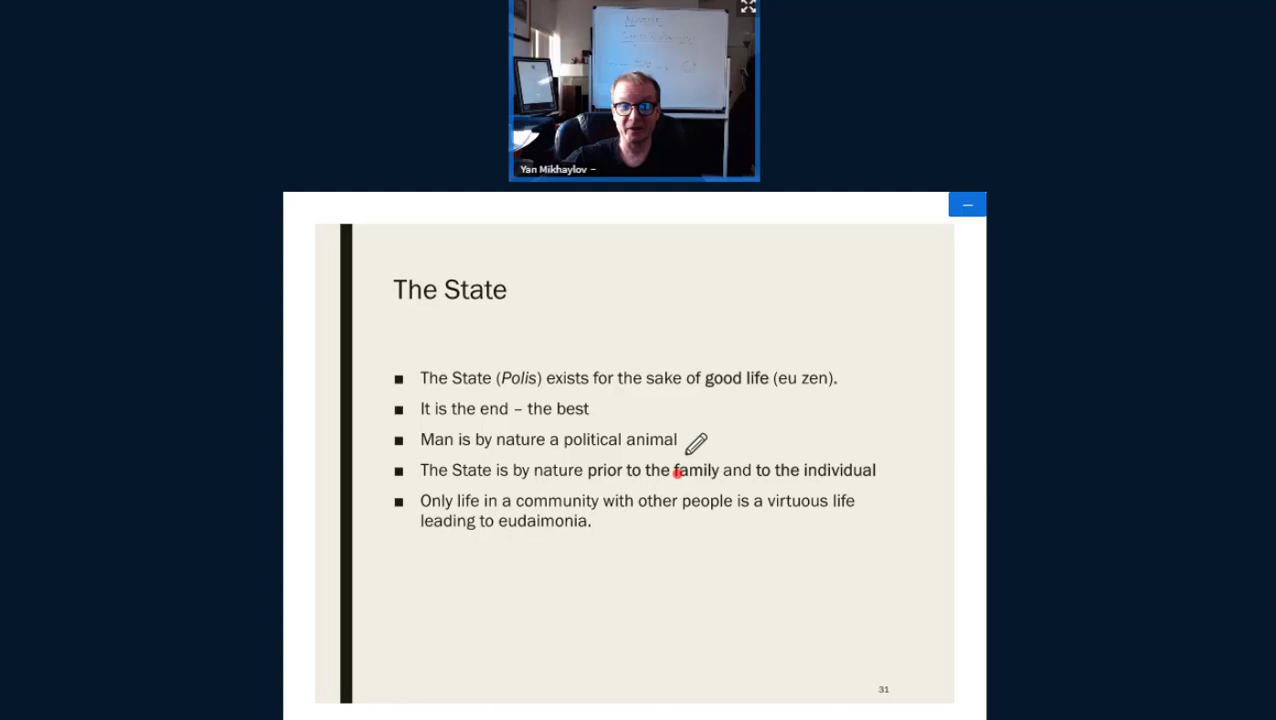 Yan Mikhaylov –
The State
■ The State (Polis) exists for the sake of good life (eu zen).
■ It is the end – the best
■ Man is by nature a political animal
■ The State is by nature prior to the family and to the individual
■ Only life in a community with other people is a virtuous life
leading to eudaimonia.
31